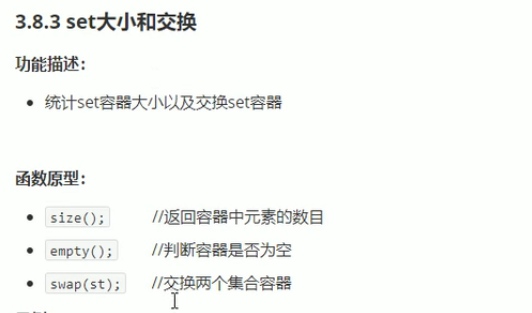 3.8.3 set大小和交换
功能描述：
• 统计set容器大小以及交换set容器
函数原型：
• size(); //返回容器中元素的数目
• empty(); //判断容器是否为空
• swap(st); //交换两个集合容器